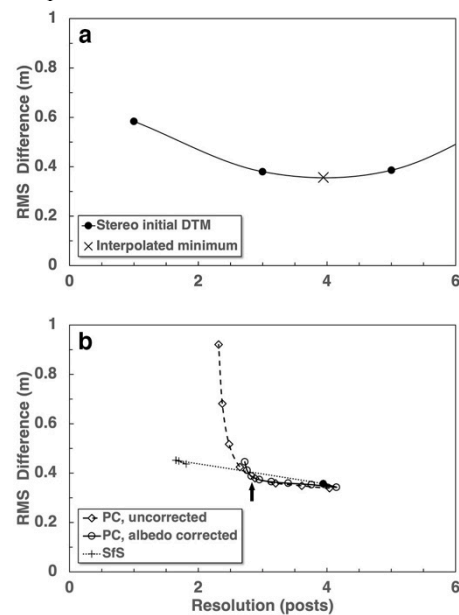 a
1
0.8
0.6
0.4
0.2
0
RMS Difference (m)
Stereo initial DTM
Interpolated minimum
0 2 4 6
b
1
0.8
0.6
0.4
0.2
0
RMS Difference (m)
PC, uncorrected
PC, albedo corrected
SfS
0 2 4 6
Resolution (posts)